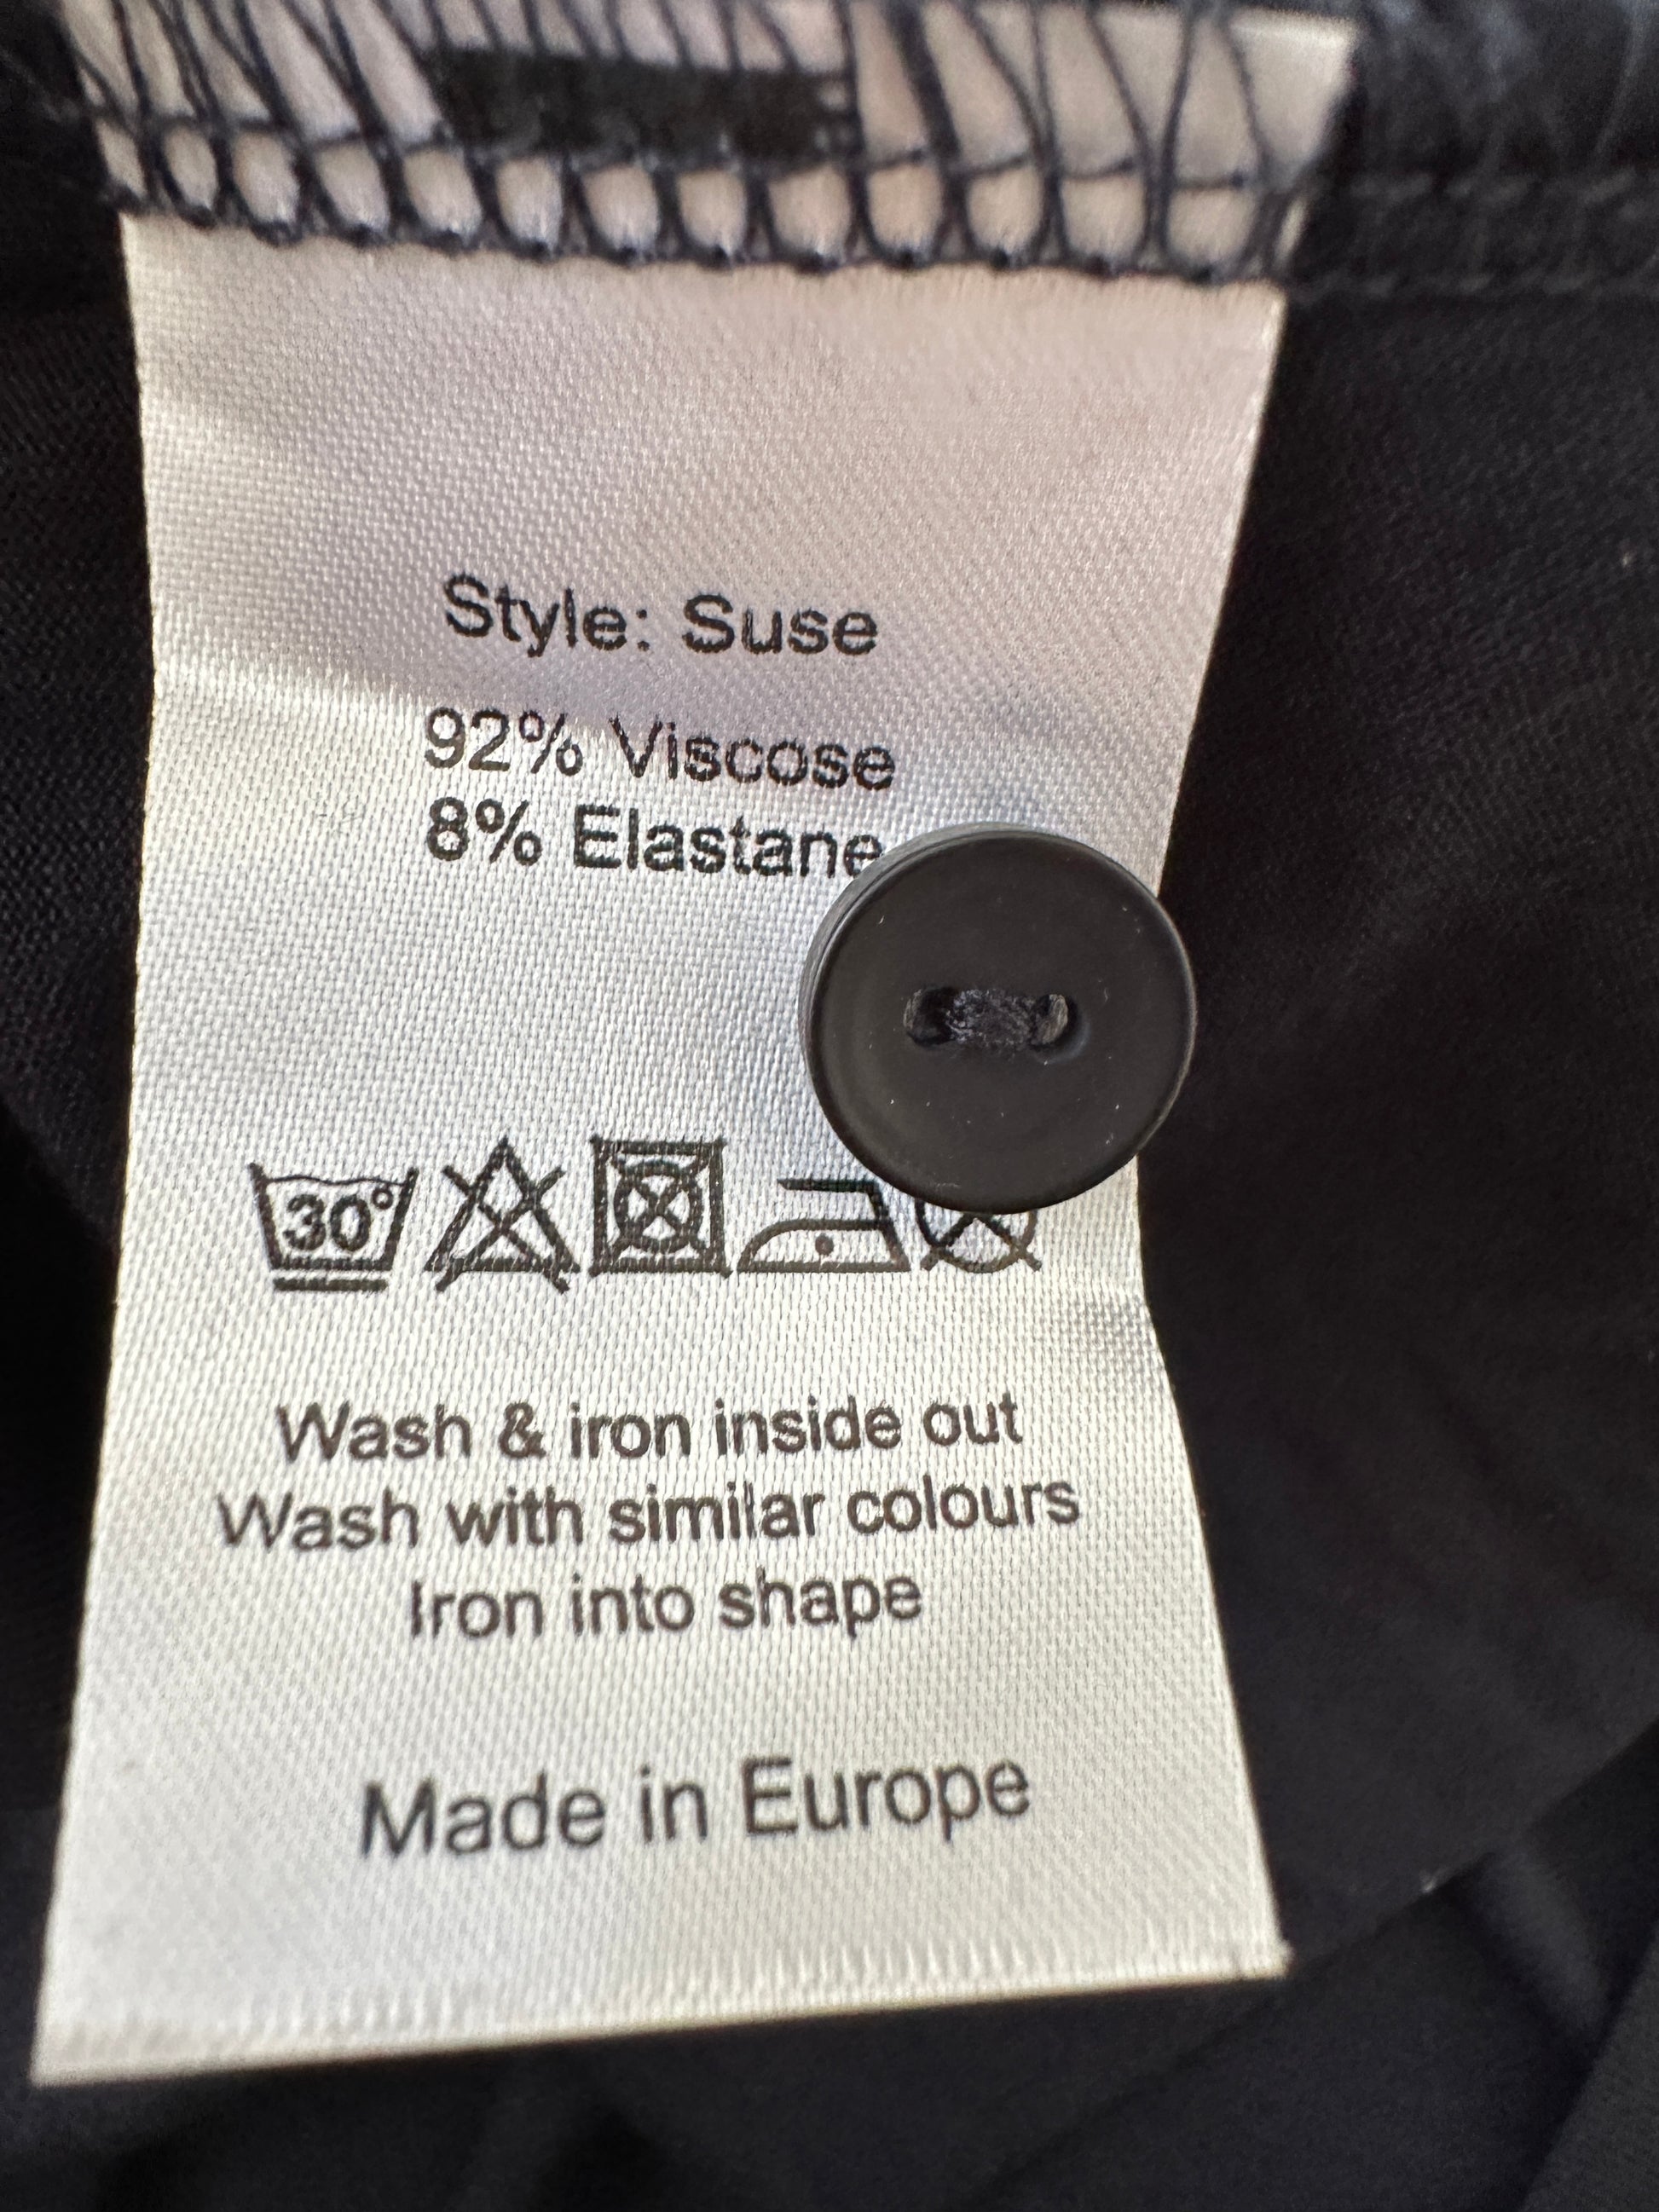 Style: Suse
92% Viscose
8% Elastane
30°
Wash & iron inside out
Wash with similar colours
Iron into shape
Made in Europe